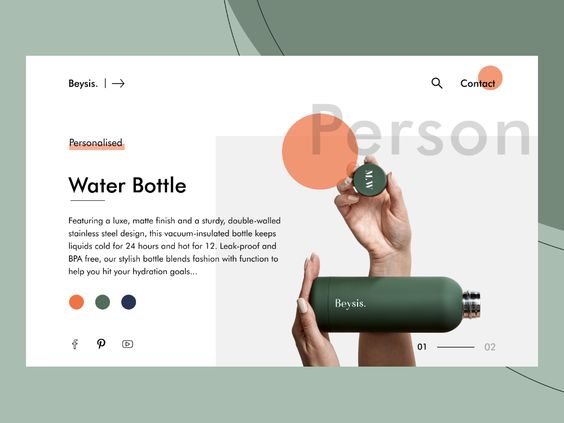 Beysis.
Contact
Person
Personalised
Water Bottle
Featuring a luxe, matte finish and a sturdy, double-walled
stainless steel design, this vacuum-insulated bottle keeps
liquids cold for 24 hours and hot for 12. Leak-proof and
BPA free, our stylish bottle blends fashion with function to
help you hit your hydration goals...
M.W
Beysis.
01
02